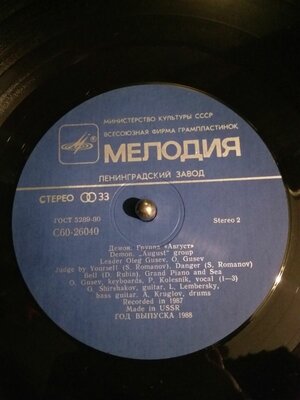 МИНИСТЕРСТВО КУЛЬТУРЫ СССР
ВСЕСОЮЗНАЯ ФИРМА ГРАМПЛАСТИНОК
МЕЛОДИЯ
ЛЕНИНГРАДСКИЙ ЗАВОД
СТЕРЕО 33
ГОСТ 5289-80
С60-26040
Stereo 2
Демон. Группа «Август»
Demon. „August" group
Leader Oleg Gusev, O. Gusev
Judge by Yourself (S. Romanov), Danger (S. Romanov)
Bell (D. Rubin), Grand Piano and Sea
O. Gusev, keyboards, P. Kolesnik, vocal (1—3)
G. Shirshakov, guitar, L. Lembersky,
bass guitar, A. Kruglov, drums
Recorded in 1987
Made in USSR
ГОД ВЫПУСКА 1988